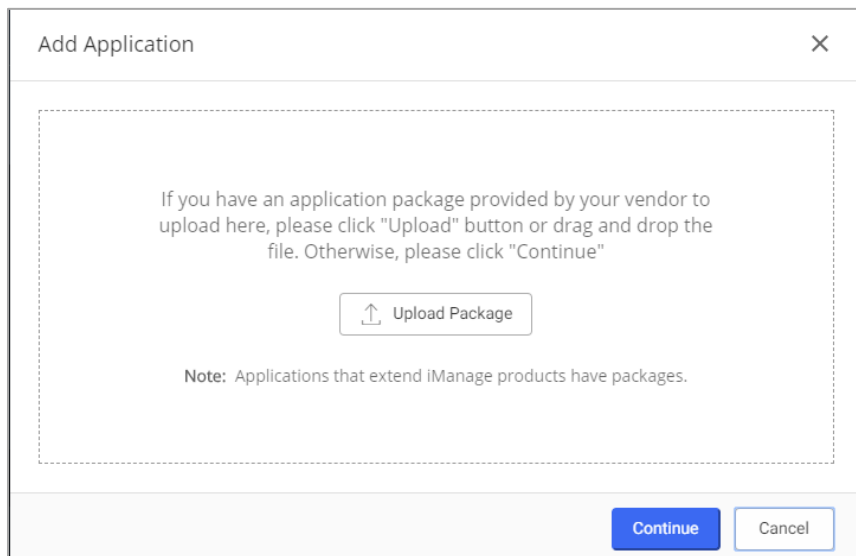 Add Application
If you have an application package provided by your vendor to
upload here, please click "Upload" button or drag and drop the
file. Otherwise, please click "Continue"
Upload Package
Note: Applications that extend iManage products have packages.
Continue
Cancel